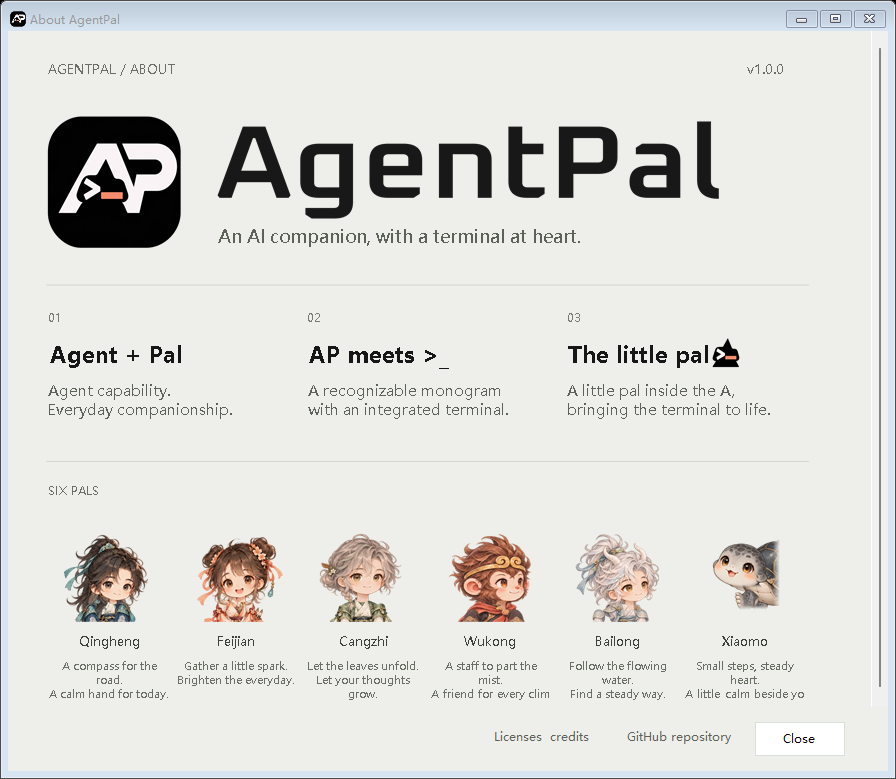 About AgentPal
AGENTPAL / ABOUT
v1.0.0
AP
AgentPal
An AI companion, with a terminal at heart.
01
Agent + Pal
Agent capability.
Everyday companionship.
02
AP meets >_
A recognizable monogram
with an integrated terminal.
03
The little pal
A little pal inside the A,
bringing the terminal to life.
SIX PALS
Qingheng
A compass for the
road.
A calm hand for today.
Feijian
Gather a little spark.
Brighten the everyday.
Cangzhi
Let the leaves unfold.
Let your thoughts
grow.
Wukong
A staff to part the
mist.
A friend for every clim
Bailong
Follow the flowing
water.
Find a steady way.
Xiaomo
Small steps, steady
heart.
A little calm beside yo
Licenses credits
GitHub repository
Close